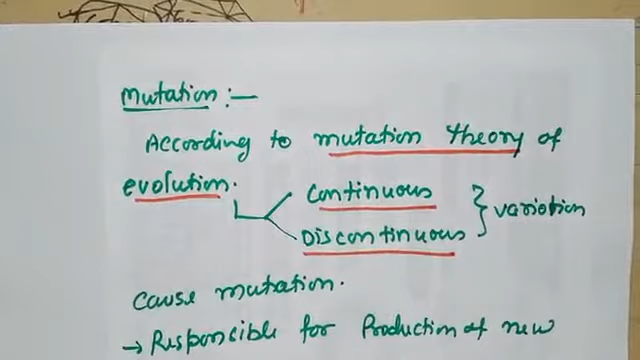 Mutation :-
According to mutation theory of
evolution.
Continuous
Discontinuous
} variation
cause mutation.
→ Responsible for Production of new